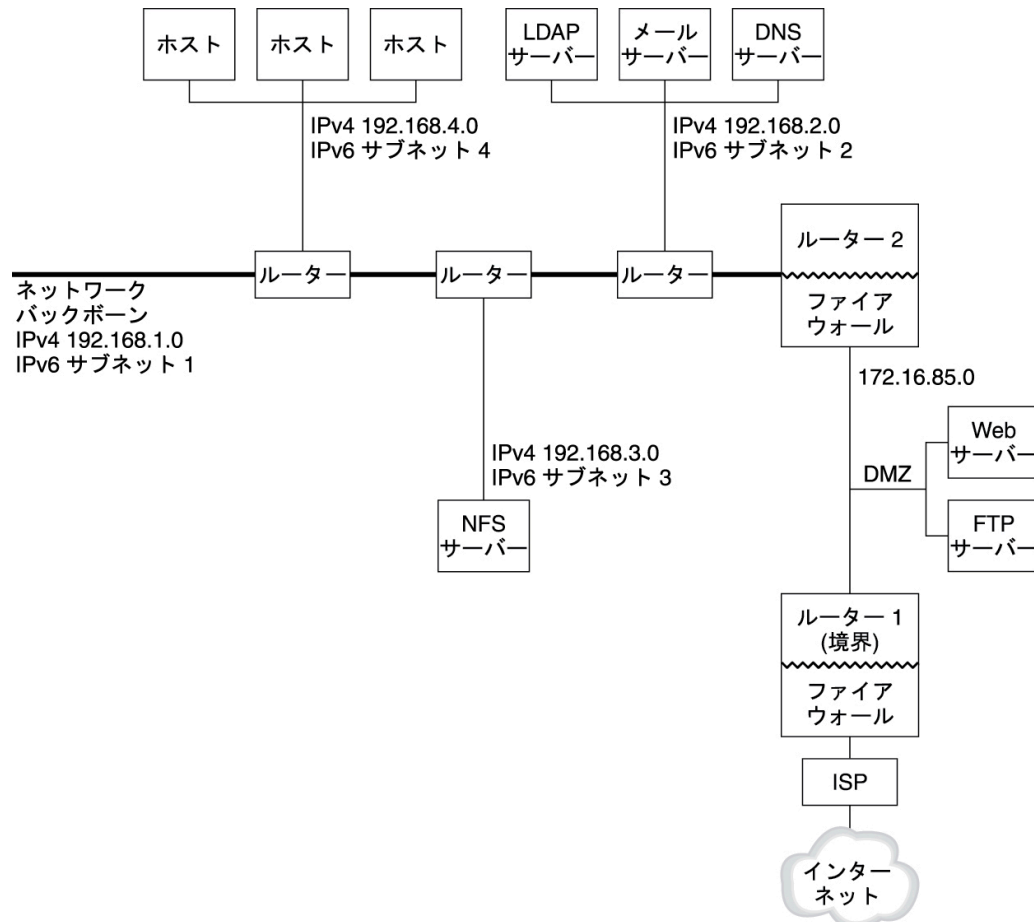 ホスト
ホスト
ホスト
LDAP
サーバー
メール
サーバー
DNS
サーバー
IPv4 192.168.4.0
IPv6 サブネット 4
IPv4 192.168.2.0
IPv6 サブネット 2
ルーター
ルーター
ルーター
ルーター 2
ファイア
ウォール
ネットワーク
バックボーン
IPv4 192.168.1.0
IPv6 サブネット 1
172.16.85.0
IPv4 192.168.3.0
IPv6 サブネット 3
NFS
サーバー
DMZ
Web
サーバー
FTP
サーバー
ルーター 1
(境界)
ファイア
ウォール
ISP
インター
ネット